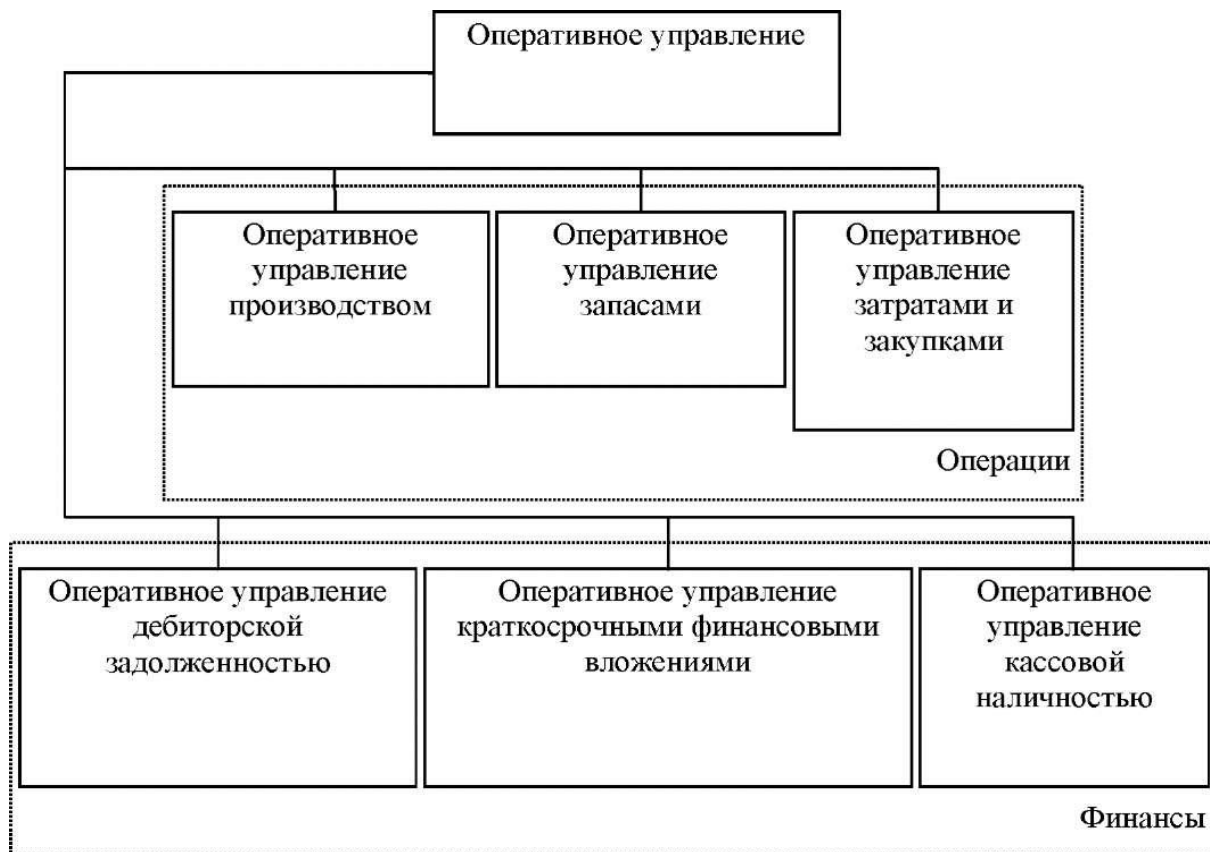 Оперативное управление
Оперативное
управление
производством
Оперативное
управление
запасами
Оперативное
управление
затратами и
закупками
Операции
Оперативное управление
дебиторской
задолженностью
Оперативное управление
краткосрочными финансовыми
вложениями
Оперативное
управление
кассовой
наличностью
Финансы